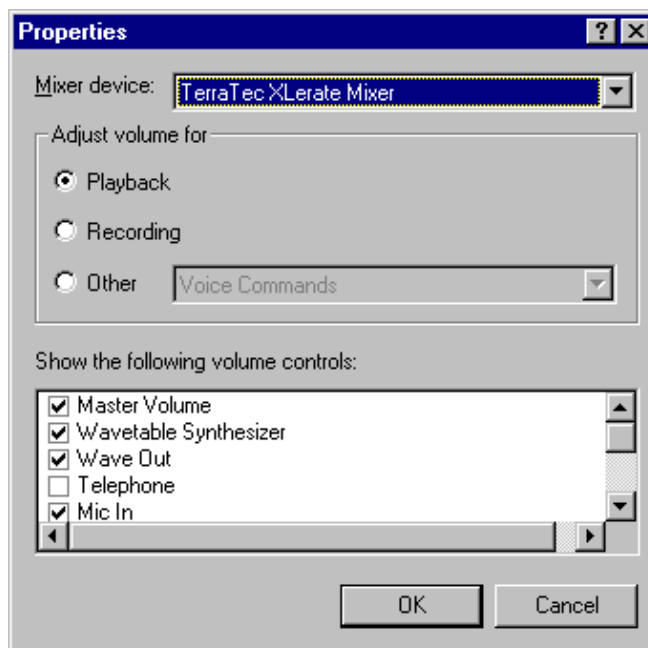 Properties
Mixer device: TerraTec XLerate Mixer
Adjust volume for
Playback
Recording
Other Voice Commands
Show the following volume controls:
Master Volume
Wavetable Synthesizer
Wave Out
Telephone
Mic In
OK Cancel